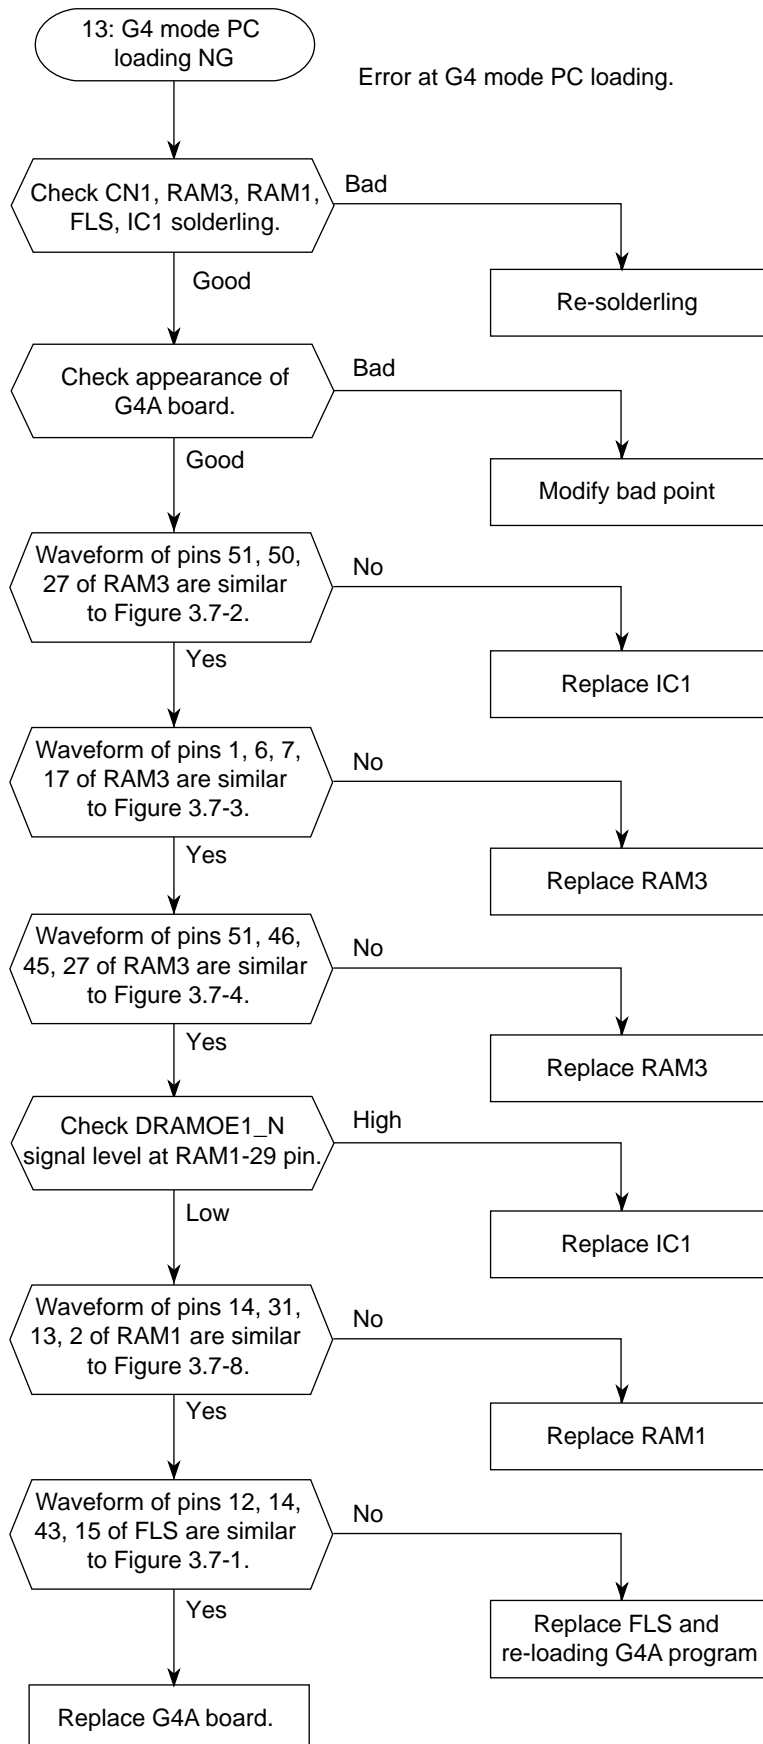 13: G4 mode PC
loading NG
Error at G4 mode PC loading.
Check CN1, RAM3, RAM1,
FLS, IC1 solderling.
Bad
Good
Re-solderling
Check appearance of
G4A board.
Bad
Good
Modify bad point
Waveform of pins 51, 50,
27 of RAM3 are similar
to Figure 3.7-2.
No
Yes
Replace IC1
Waveform of pins 1, 6, 7,
17 of RAM3 are similar
to Figure 3.7-3.
No
Yes
Replace RAM3
Waveform of pins 51, 46,
45, 27 of RAM3 are similar
to Figure 3.7-4.
No
Yes
Replace RAM3
Check DRAMOE1_N
signal level at RAM1-29 pin.
High
Low
Replace IC1
Waveform of pins 14, 31,
13, 2 of RAM1 are similar
to Figure 3.7-8.
No
Yes
Replace RAM1
Waveform of pins 12, 14,
43, 15 of FLS are similar
to Figure 3.7-1.
No
Yes
Replace FLS and
re-loading G4A program
Replace G4A board.